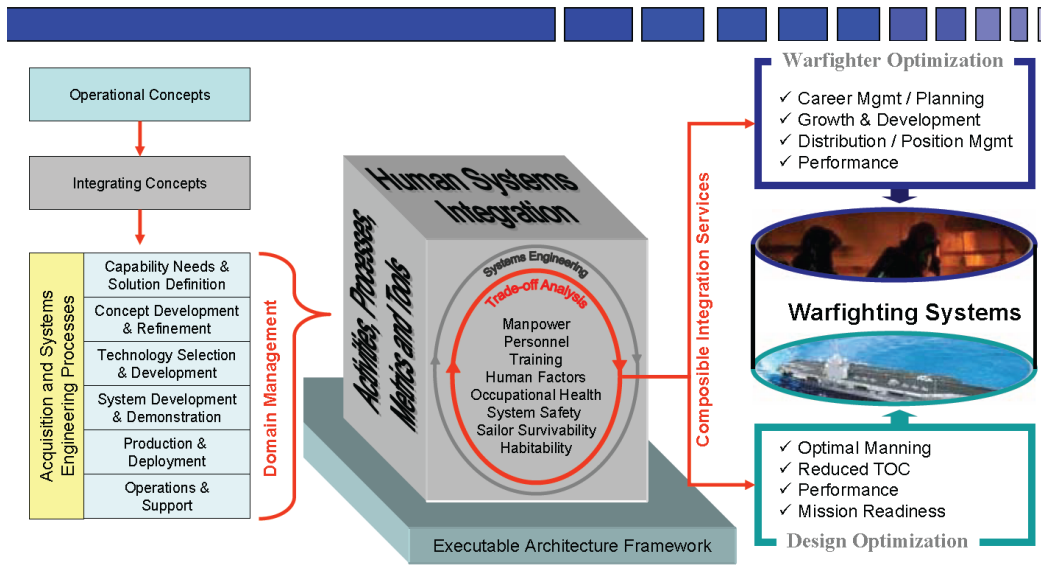 Operational Concepts
Integrating Concepts
Acquisition and Systems
Engineering Processes
Capability Needs &
Solution Definition
Concept Development
& Refinement
Technology Selection
& Development
System Development
& Demonstration
Production &
Deployment
Operations &
Support
Domain Management
Human Systems
Integration
Activities, Processes,
Metrics and Tools
Systems Engineering
Trade-off Analysis
Manpower
Personnel
Training
Human Factors
Occupational Health
System Safety
Sailor Survivability
Habitability
Executable Architecture Framework
Composible Integration Services
Warfighter Optimization
✓ Career Mgmt / Planning
✓ Growth & Development
✓ Distribution / Position Mgmt
✓ Performance
Warfighting Systems
✓ Optimal Manning
✓ Reduced TOC
✓ Performance
✓ Mission Readiness
Design Optimization